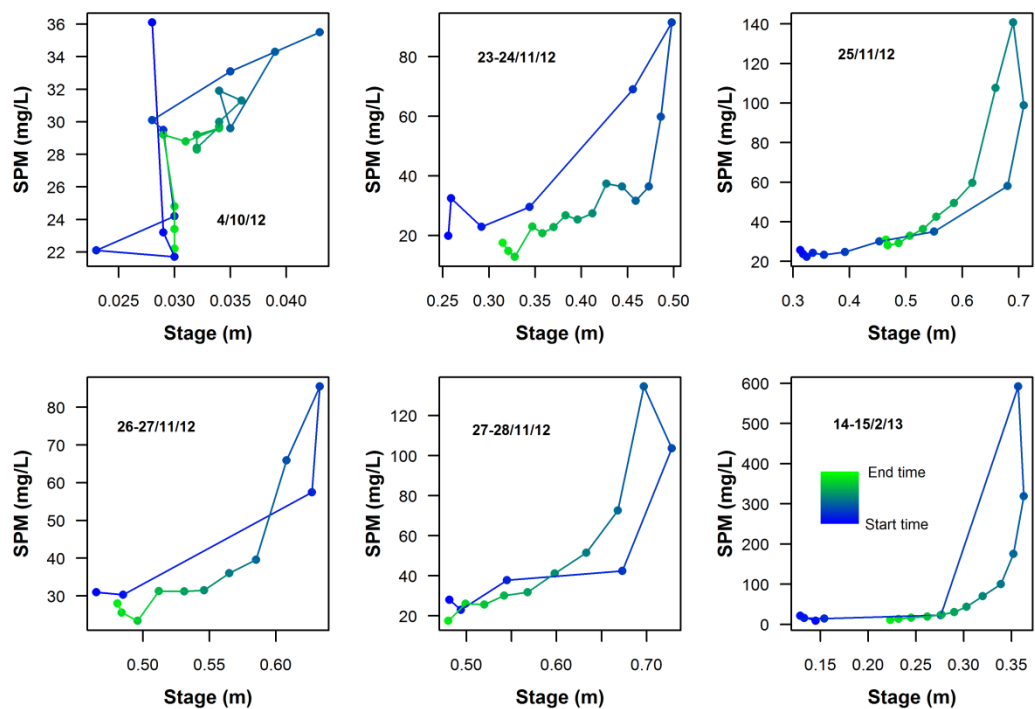 4/10/12
SPM (mg/L)
36
34
32
30
28
26
24
22
0.025 0.030 0.035 0.040
Stage (m)
23-24/11/12
SPM (mg/L)
80
60
40
20
0.25 0.30 0.35 0.40 0.45 0.50
Stage (m)
25/11/12
SPM (mg/L)
140
120
100
80
60
40
20
0.3 0.4 0.5 0.6 0.7
Stage (m)
26-27/11/12
SPM (mg/L)
80
70
60
50
40
30
0.50 0.55 0.60
Stage (m)
27-28/11/12
SPM (mg/L)
120
100
80
60
40
20
0.50 0.60 0.70
Stage (m)
14-15/2/13
SPM (mg/L)
600
500
400
300
200
100
0
End time
Start time
0.15 0.20 0.25 0.30 0.35
Stage (m)